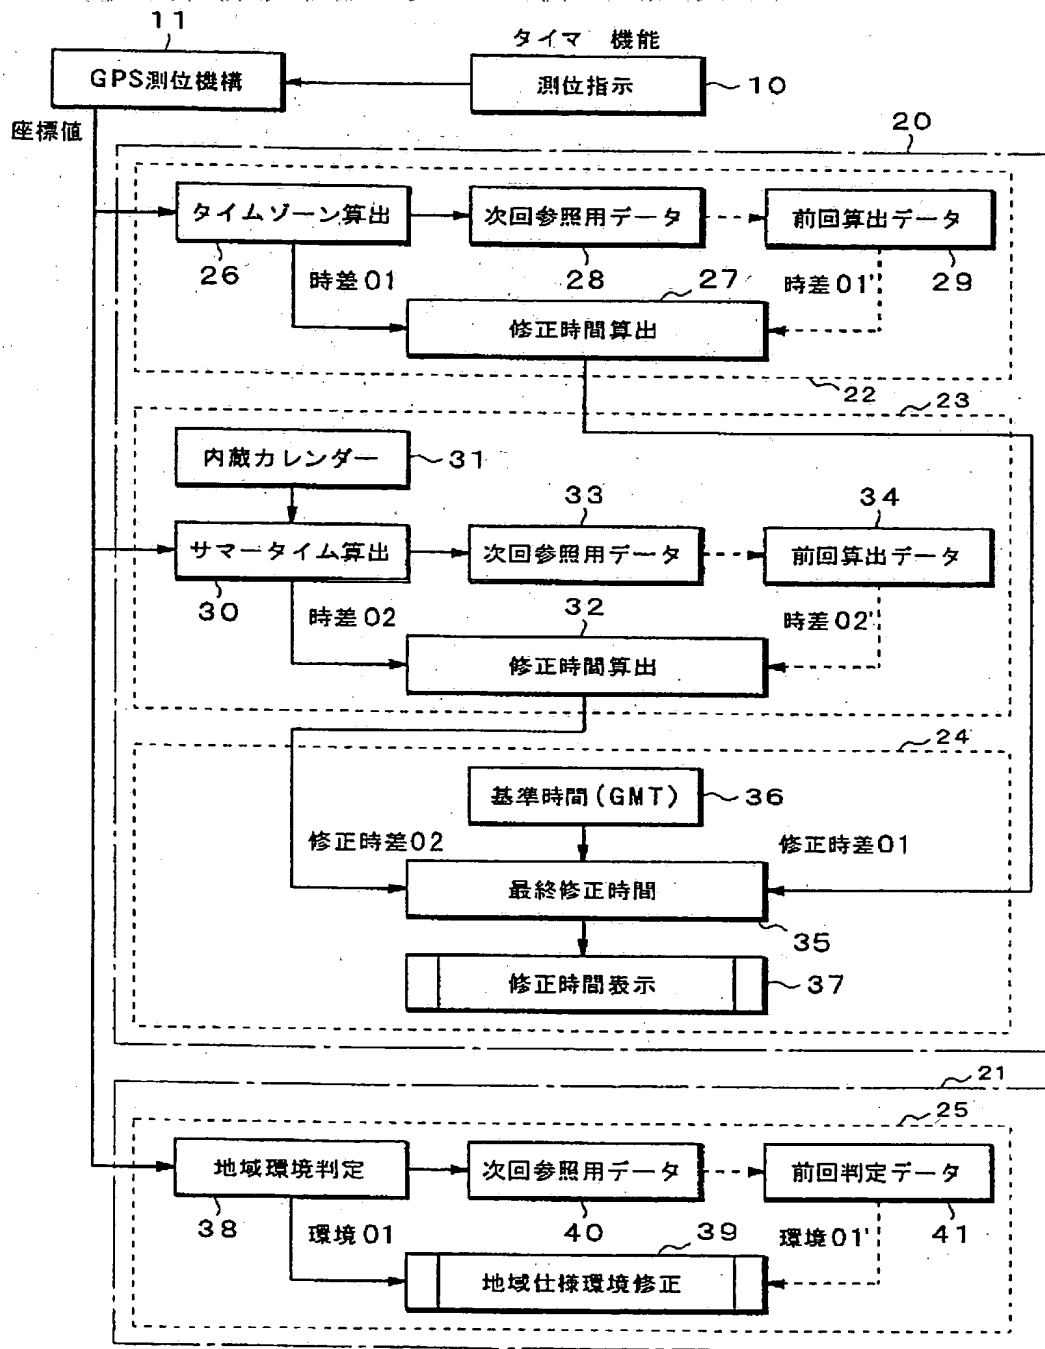 11
タイマ 機能
GPS測位機構
測位指示
10
座標値
20
タイムゾーン算出
次回参照用データ
前回算出データ
26
時差01
28
27
時差01'
29
修正時間算出
22
23
内蔵カレンダー
31
33
34
サマータイム算出
次回参照用データ
前回算出データ
30
時差02
32
時差02'
修正時間算出
24
基準時間(GMT)
36
修正時差02
修正時差01
最終修正時間
35
修正時間表示
37
21
25
地域環境判定
次回参照用データ
前回判定データ
38
環境01
40
39
環境01'
41
地域仕様環境修正